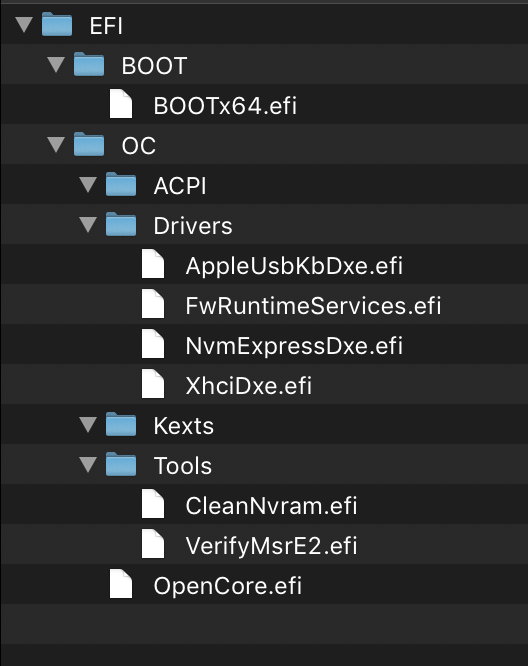 EFI
BOOT
BOOTx64.efi
OC
ACPI
Drivers
AppleUsbKbDxe.efi
FwRuntimeServices.efi
NvmExpressDxe.efi
XhciDxe.efi
Kexts
Tools
CleanNvram.efi
VerifyMsrE2.efi
OpenCore.efi